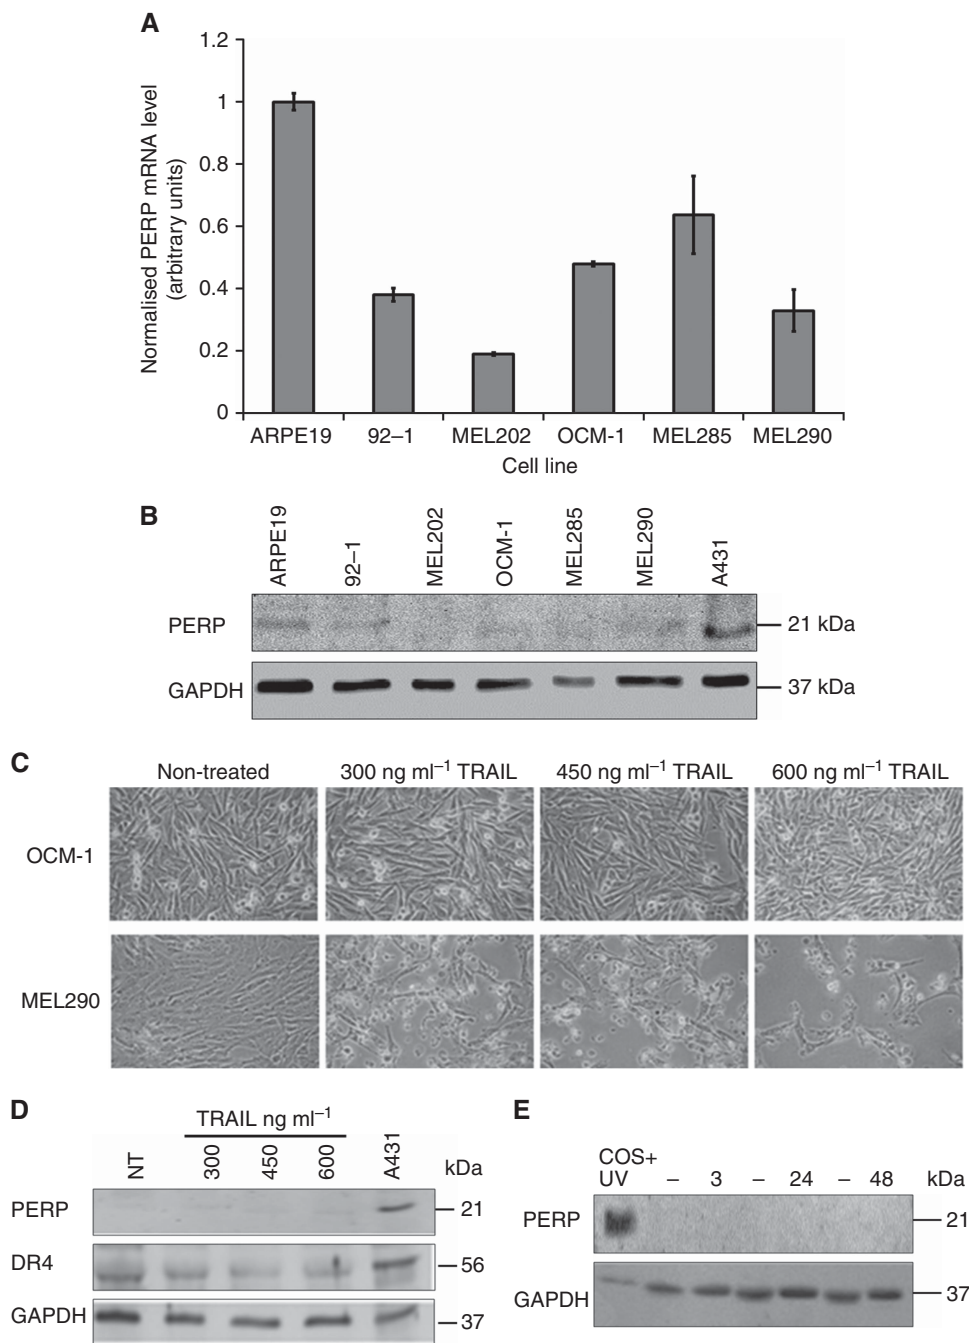 A
Normalised PERP mRNA level
(arbitrary units)
1.2
1
0.8
0.6
0.4
0.2
0
ARPE19 92–1 MEL202 OCM-1 MEL285 MEL290
Cell line
B
ARPE19 92–1 MEL202 OCM-1 MEL285 MEL290 A431
PERP 21 kDa
GAPDH 37 kDa
C
Non-treated 300 ng ml⁻¹ TRAIL 450 ng ml⁻¹ TRAIL 600 ng ml⁻¹ TRAIL
OCM-1
MEL290
D
TRAIL ng ml⁻¹
NT 300 450 600 A431 kDa
PERP 21
DR4 56
GAPDH 37
E
COS+
UV – 3 – 24 – 48 kDa
PERP 21
GAPDH 37